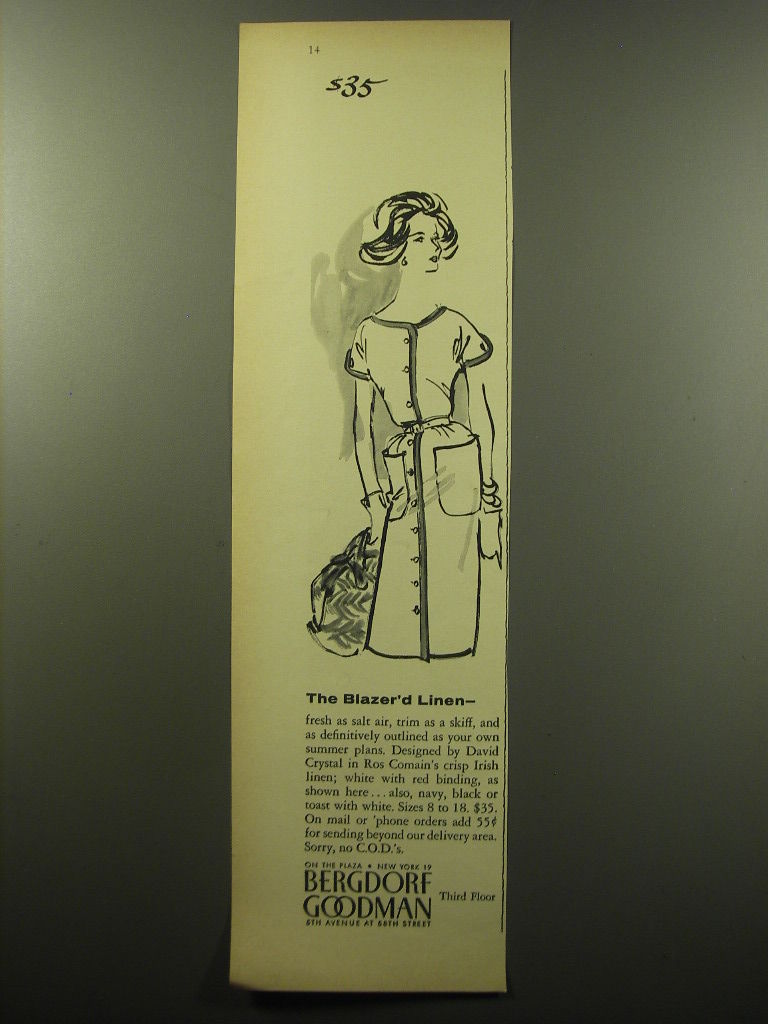 14
$35
The Blazer'd Linen—
fresh as salt air, trim as a skiff, and
as definitively outlined as your own
summer plans. Designed by David
Crystal in Ros Comain's crisp Irish
linen; white with red binding, as
shown here... also, navy, black or
toast with white. Sizes 8 to 18. $35.
On mail or 'phone orders add 55¢
for sending beyond our delivery area.
Sorry, no C.O.D.'s.
ON THE PLAZA • NEW YORK 19
BERGDORF
GOODMAN
Third Floor
5TH AVENUE AT 58TH STREET